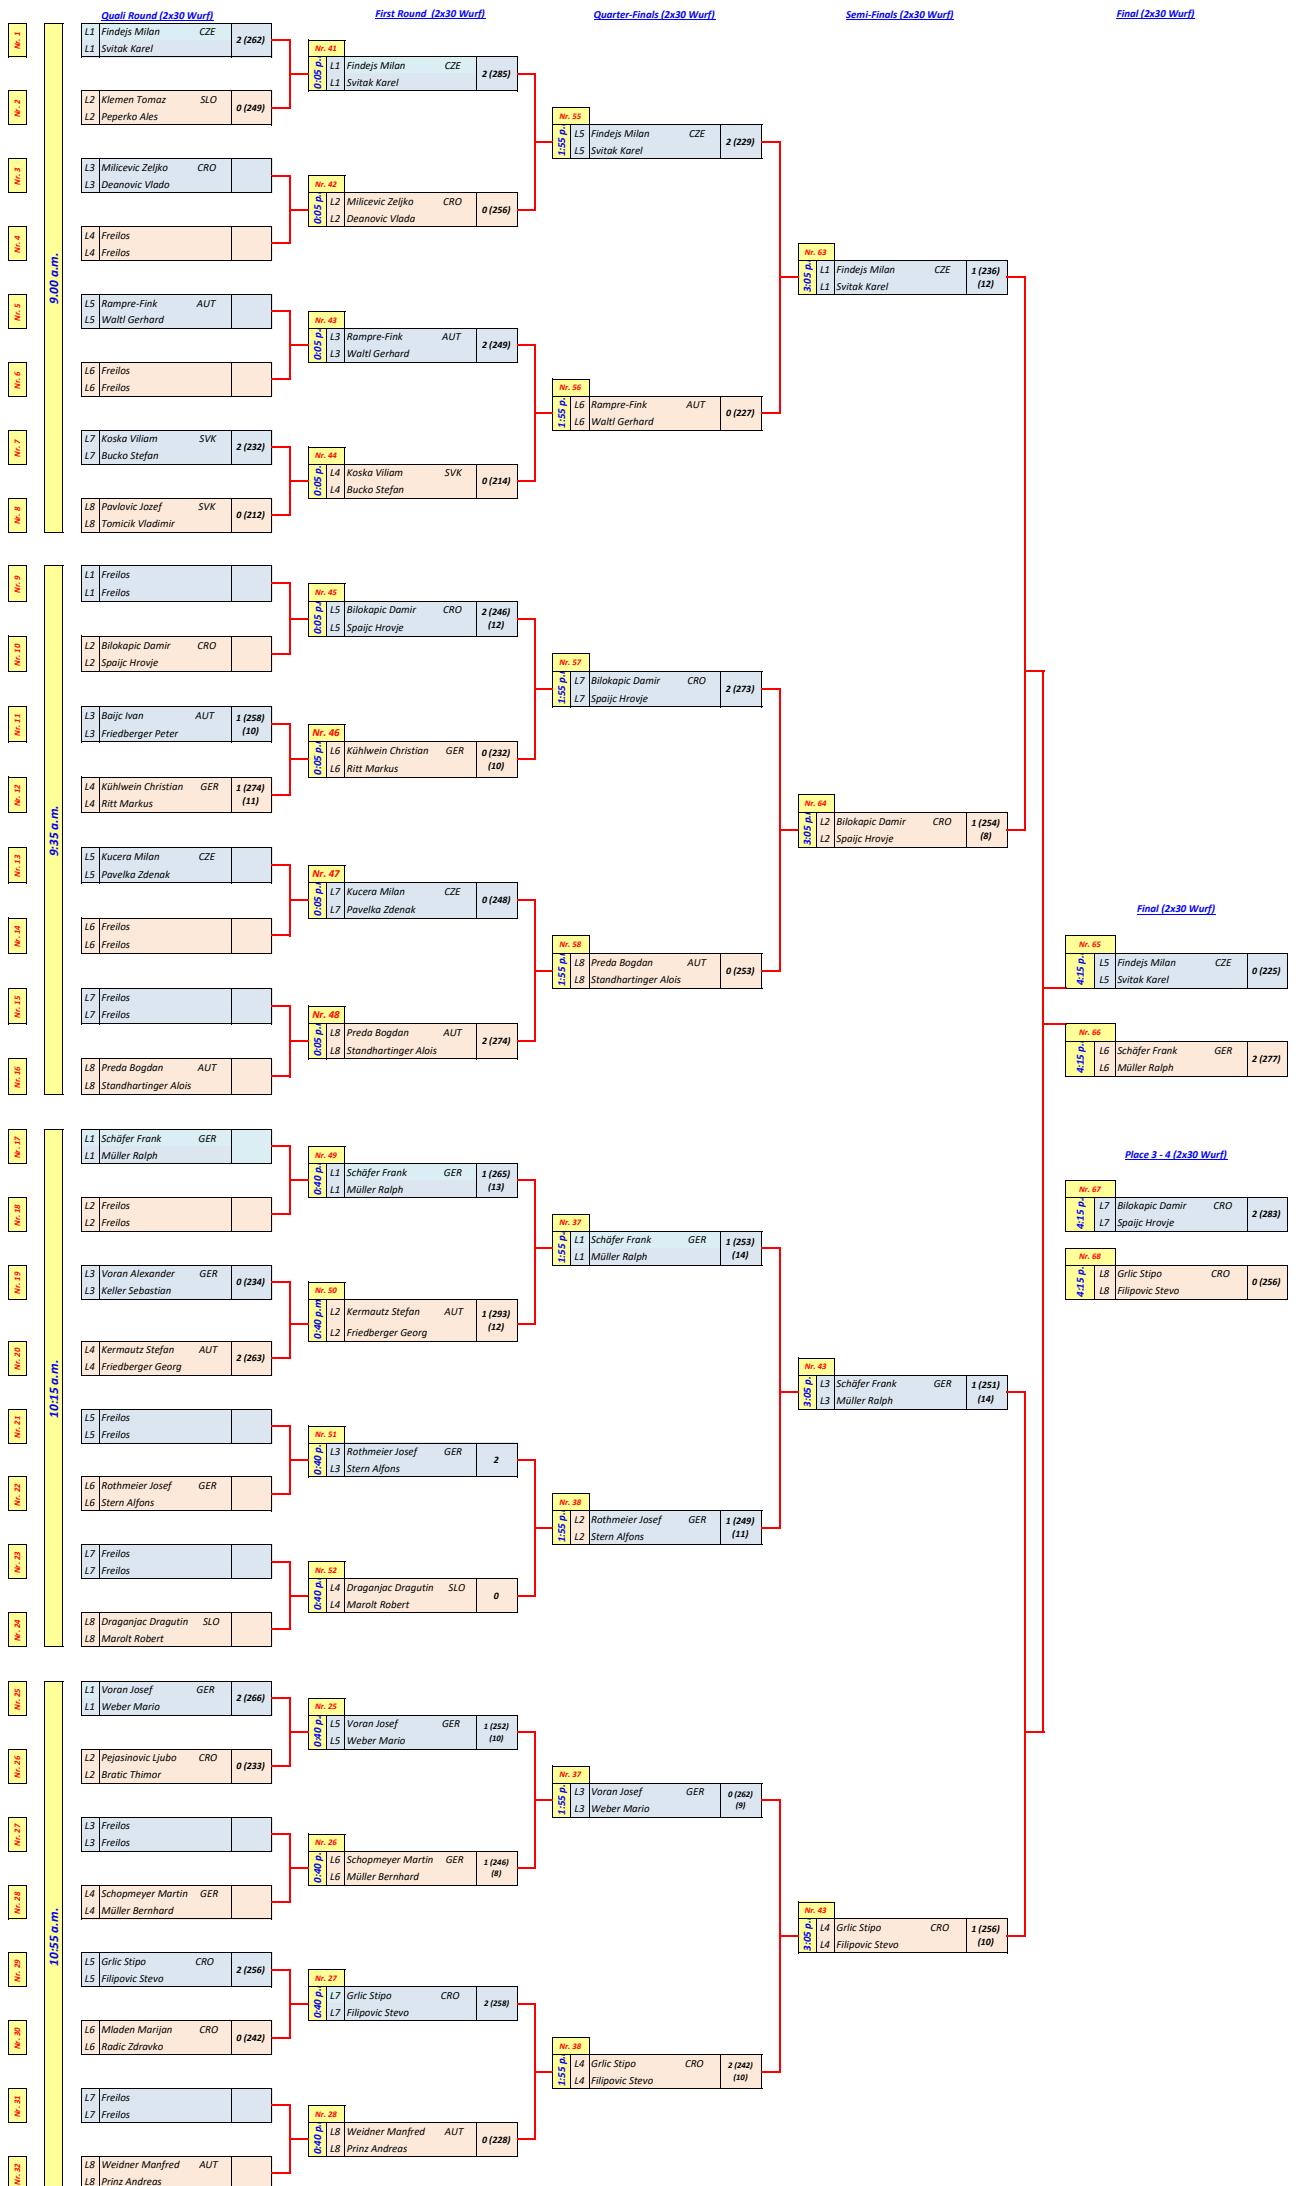 Quali Round (2x30 Wurf)
First Round (2x30 Wurf)
Quarter-Finals (2x30 Wurf)
Semi-Finals (2x30 Wurf)
Final (2x30 Wurf)
9.00 a.m.
Nr. 1
L1 Findejs Milan CZE 2 (262)
L1 Svitak Karel
Nr. 2
L2 Klemen Tomaz SLO 0 (249)
L2 Peperko Ales
Nr. 3
L3 Milicevic Zeljko CRO
L3 Deanovic Vlado
Nr. 4
L4 Freilos
L4 Freilos
Nr. 5
L5 Rampre-Fink AUT
L5 Waltl Gerhard
Nr. 6
L6 Freilos
L6 Freilos
Nr. 7
L7 Koska Viliam SVK 2 (232)
L7 Bucko Stefan
Nr. 8
L8 Pavlovic Jozef SVK 0 (212)
L8 Tomicik Vladimir
9:35 a.m.
Nr. 9
L1 Freilos
L1 Freilos
Nr. 10
L2 Bilokapic Damir CRO
L2 Spaijc Hrovje
Nr. 11
L3 Baijc Ivan AUT 1 (258)
L3 Friedberger Peter (10)
Nr. 12
L4 Kühlwein Christian GER 1 (274)
L4 Ritt Markus (11)
Nr. 13
L5 Kucera Milan CZE
L5 Pavelka Zdenak
Nr. 14
L6 Freilos
L6 Freilos
Nr. 15
L7 Freilos
L7 Freilos
Nr. 16
L8 Preda Bogdan AUT
L8 Standhartinger Alois
10:15 a.m.
Nr. 17
L1 Schäfer Frank GER
L1 Müller Ralph
Nr. 18
L2 Freilos
L2 Freilos
Nr. 19
L3 Voran Alexander GER 0 (234)
L3 Keller Sebastian
Nr. 20
L4 Kermautz Stefan AUT 2 (263)
L4 Friedberger Georg
Nr. 21
L5 Freilos
L5 Freilos
Nr. 22
L6 Rothmeier Josef GER
L6 Stern Alfons
Nr. 23
L7 Freilos
L7 Freilos
Nr. 24
L8 Draganjac Dragutin SLO
L8 Marolt Robert
10:55 a.m.
Nr. 25
L1 Voran Josef GER 2 (266)
L1 Weber Mario
Nr. 26
L2 Pejasinovic Ljubo CRO 0 (233)
L2 Bratic Thimor
Nr. 27
L3 Freilos
L3 Freilos
Nr. 28
L4 Schopmeyer Martin GER
L4 Müller Bernhard
Nr. 29
L5 Grlic Stipo CRO 2 (256)
L5 Filipovic Stevo
Nr. 30
L6 Mladen Marijan CRO 0 (242)
L6 Radic Zdravko
Nr. 31
L7 Freilos
L7 Freilos
Nr. 32
L8 Weidner Manfred AUT
L8 Prinz Andreas
Nr. 41
0:05 p.
L1 Findejs Milan CZE 2 (285)
L1 Svitak Karel
Nr. 42
0:05 p.
L2 Milicevic Zeljko CRO 0 (256)
L2 Deanovic Vlada
Nr. 43
0:05 p.
L3 Rampre-Fink AUT 2 (249)
L3 Waltl Gerhard
Nr. 44
0:05 p.
L4 Koska Viliam SVK 0 (214)
L4 Bucko Stefan
Nr. 45
0:05 p.
L5 Bilokapic Damir CRO 2 (246)
L5 Spaijc Hrovje (12)
Nr. 46
0:05 p.
L6 Kühlwein Christian GER 0 (232)
L6 Ritt Markus (10)
Nr. 47
0:05 p.
L7 Kucera Milan CZE 0 (248)
L7 Pavelka Zdenak
Nr. 48
0:05 p.
L8 Preda Bogdan AUT 2 (274)
L8 Standhartinger Alois
Nr. 49
0:40 p.
L1 Schäfer Frank GER 1 (265)
L1 Müller Ralph (13)
Nr. 50
0:40 p.m
L2 Kermautz Stefan AUT 1 (293)
L2 Friedberger Georg (12)
Nr. 51
0:40 p.
L3 Rothmeier Josef GER 2
L3 Stern Alfons
Nr. 52
0:40 p.
L4 Draganjac Dragutin SLO 0
L4 Marolt Robert
Nr. 25
0:40 p.
L5 Voran Josef GER 1 (252)
L5 Weber Mario (10)
Nr. 26
0:40 p.
L6 Schopmeyer Martin GER 1 (246)
L6 Müller Bernhard (8)
Nr. 27
0:40 p.
L7 Grlic Stipo CRO 2 (258)
L7 Filipovic Stevo
Nr. 28
0:40 p.
L8 Weidner Manfred AUT 0 (228)
L8 Prinz Andreas
Nr. 55
1:55 p.
L5 Findejs Milan CZE 2 (229)
L5 Svitak Karel
Nr. 56
1:55 p.
L6 Rampre-Fink AUT 0 (227)
L6 Waltl Gerhard
Nr. 57
1:55 p.
L7 Bilokapic Damir CRO 2 (273)
L7 Spaijc Hrovje
Nr. 58
1:55 p.
L8 Preda Bogdan AUT 0 (253)
L8 Standhartinger Alois
Nr. 37
1:55 p.
L1 Schäfer Frank GER 1 (253)
L1 Müller Ralph (14)
Nr. 38
1:55 p.
L2 Rothmeier Josef GER 1 (249)
L2 Stern Alfons (11)
Nr. 37
1:55 p.
L3 Voran Josef GER 0 (262)
L3 Weber Mario (9)
Nr. 38
1:55 p.
L4 Grlic Stipo CRO 2 (242)
L4 Filipovic Stevo (10)
Nr. 63
3:05 p.
L1 Findejs Milan CZE 1 (236)
L1 Svitak Karel (12)
Nr. 64
3:05 p.
L2 Bilokapic Damir CRO 1 (254)
L2 Spaijc Hrovje (8)
Nr. 43
3:05 p.
L3 Schäfer Frank GER 1 (251)
L3 Müller Ralph (14)
Nr. 43
3:05 p.
L4 Grlic Stipo CRO 1 (256)
L4 Filipovic Stevo (10)
Final (2x30 Wurf)
Nr. 65
4:15 p.
L5 Findejs Milan CZE 0 (225)
L5 Svitak Karel
Nr. 66
4:15 p.
L6 Schäfer Frank GER 2 (277)
L6 Müller Ralph
Place 3 - 4 (2x30 Wurf)
Nr. 67
4:15 p.
L7 Bilokapic Damir CRO 2 (283)
L7 Spaijc Hrovje
Nr. 68
4:15 p.
L8 Grlic Stipo CRO 0 (256)
L8 Filipovic Stevo